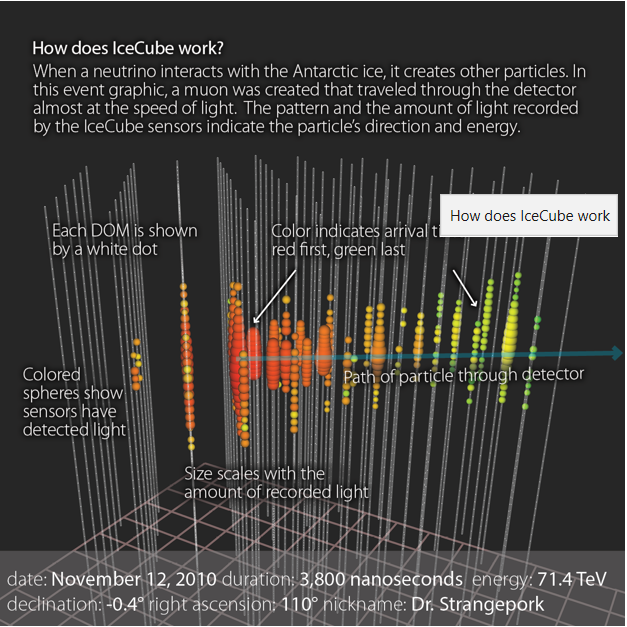 How does IceCube work?
When a neutrino interacts with the Antarctic ice, it creates other particles. In
this event graphic, a muon was created that traveled through the detector
almost at the speed of light. The pattern and the amount of light recorded
by the IceCube sensors indicate the particle's direction and energy.
How does IceCube work
Each DOM is shown
by a white dot
Color indicates arrival ti
red first, green last
Colored
spheres show
sensors have
detected light
Path of particle through detector
Size scales with the
amount of recorded light
date: November 12, 2010 duration: 3,800 nanoseconds energy: 71.4 TeV
declination: -0.4° right ascension: 110° nickname: Dr. Strangepork